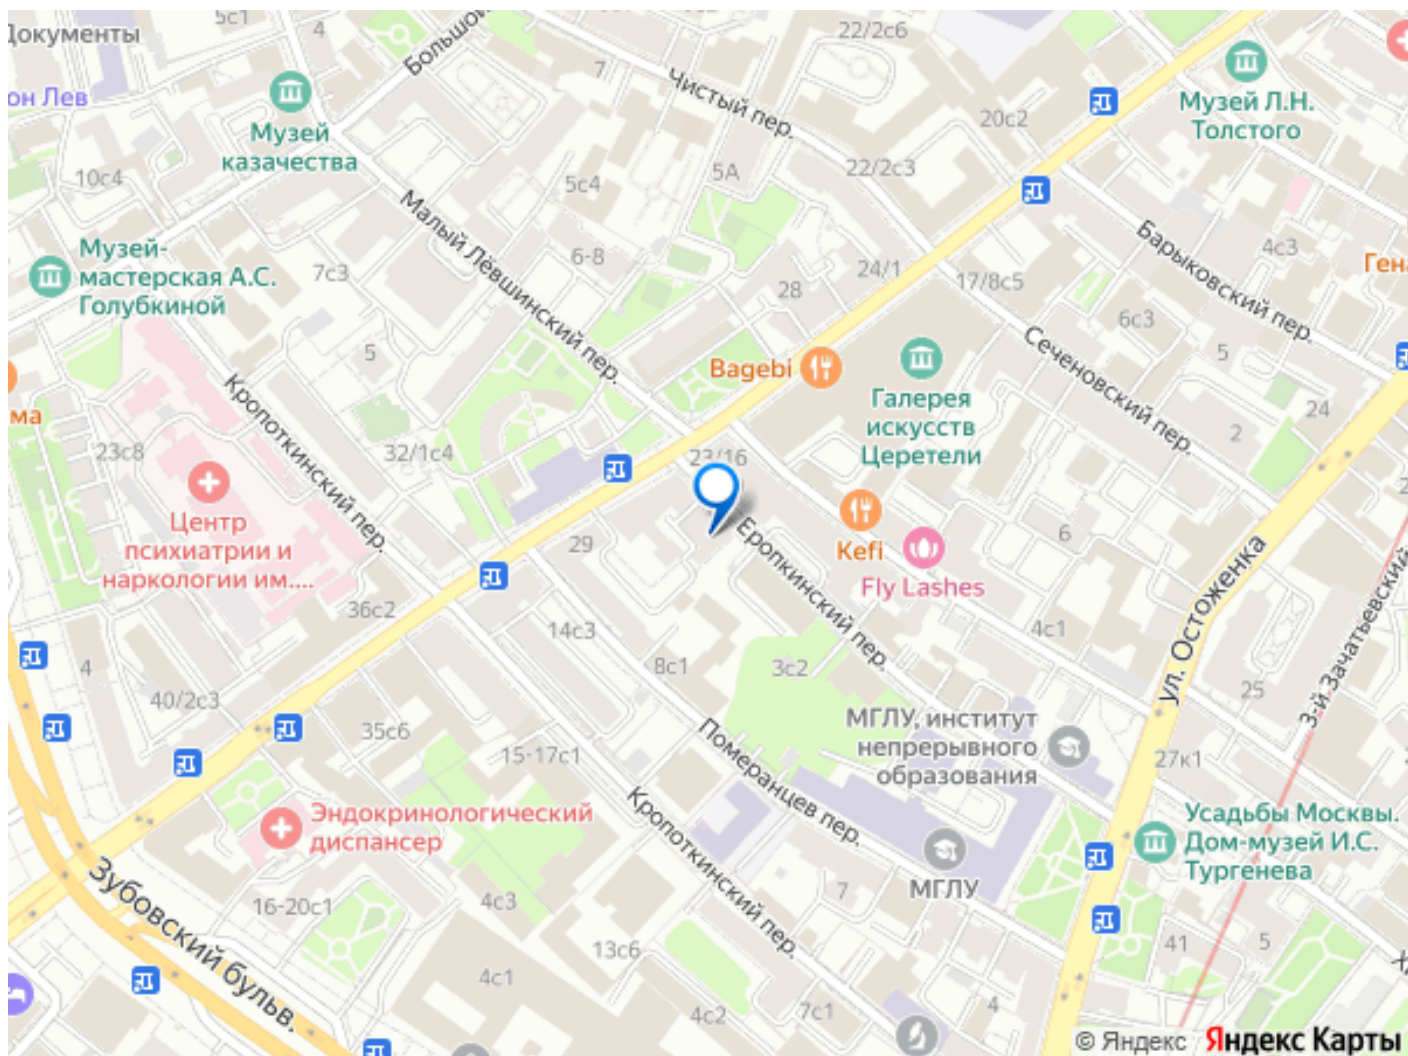 5с1
4
Документы
Большой
22/2с6
7
Чистый пер.
он Лев
Музей
казачества
Музей Л.Н.
Толстого
20с2
10с4
5с4
5А
22/2с3
Малый Лёвшинский пер.
Барыковский пер.
4с3
Музей-
мастерская А.С.
Голубкиной
7с3
6-8
24/1
17/8с5
28
6с3
5
5
Сеченовский пер.
Bagebi
Кропоткинский пер.
Галерея
искусств
Церетели
24
2
ма
23с8
32/1с4
23/16
Центр
психиатрии и
наркологии им....
29
Еропкинский пер.
Kefi
6
Fly Lashes
ул. Остоженка
3-й Зачатьевский
36с2
14с3
4с1
4
8с1
3с2
25
40/2с3
35с6
МГЛУ, институт
непрерывного
образования
15-17с1
Померанцев пер.
27к1
Эндокринологический
диспансер
Кропоткинский пер.
Усадьбы Москвы.
Дом-музей И.С.
Тургенева
Зубовский бульв.
16-20с1
4с3
7
МГЛУ
13с6
41
5
4с1
4с2
7с1
4
© Яндекс Яндекс Карты